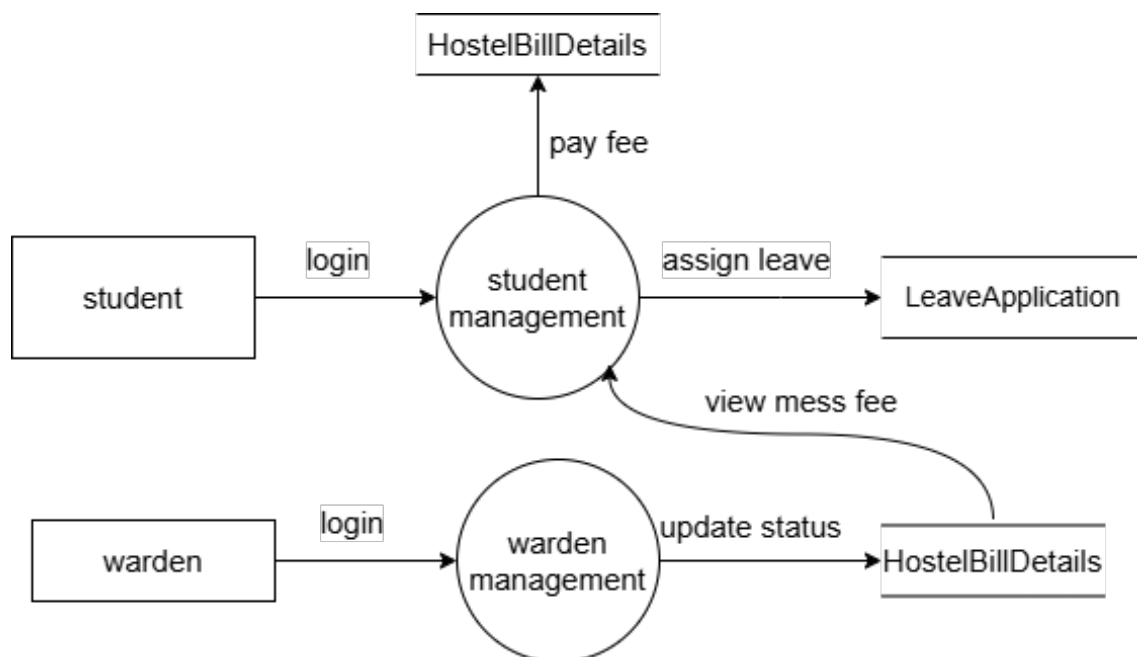 HostelBillDetails
pay fee
login
assign leave
student
student
management
LeaveApplication
view mess fee
login
update status
warden
warden
management
HostelBillDetails